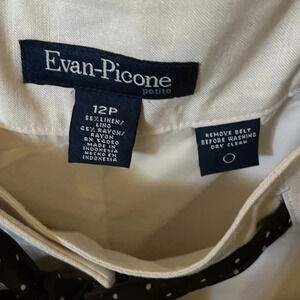 Evan-Picone
petite
12P
55% LINEN/
LINO
45% RAYON/
RAYON
RN 64050
MADE IN
INDONESIA
HECHO EN
INDONESIA
REMOVE BELT
BEFORE WASHING
DRY CLEAN